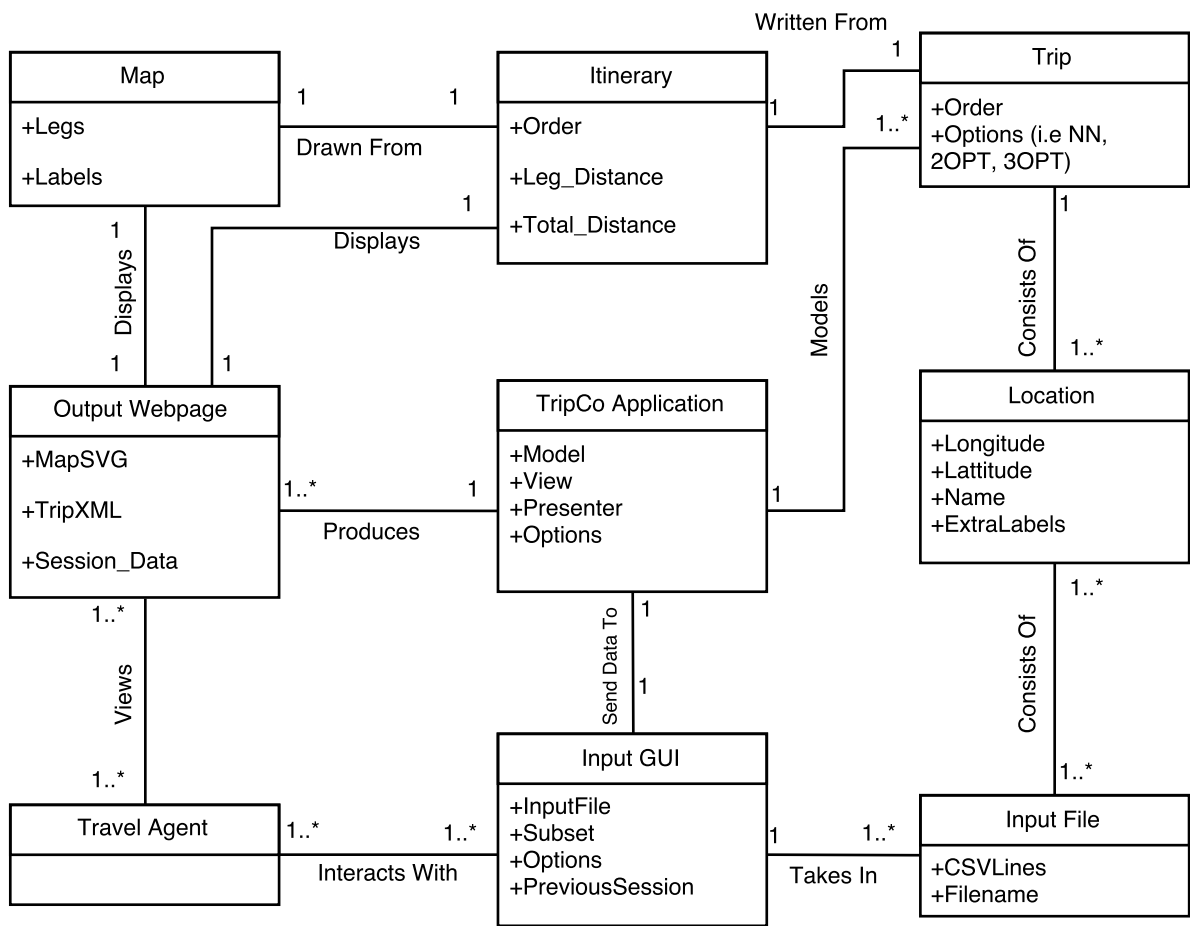 Written From
Map
+Legs
+Labels
1
1
Drawn From
Itinerary
+Order
+Leg_Distance
+Total_Distance
1
1
Trip
+Order
+Options (i.e NN,
2OPT, 3OPT)
1..*
1
Displays
1
1
Displays
1
1
Models
1
Consists Of
1..*
Output Webpage
+MapSVG
+TripXML
+Session_Data
1..*
1
Produces
TripCo Application
+Model
+View
+Presenter
+Options
1
Location
+Longitude
+Lattitude
+Name
+ExtraLabels
1..*
Views
1..*
1
Send Data To
1
1..*
Consists Of
1..*
Travel Agent
1..*
1..*
Interacts With
Input GUI
+InputFile
+Subset
+Options
+PreviousSession
1
1..*
Takes In
Input File
+CSVLines
+Filename